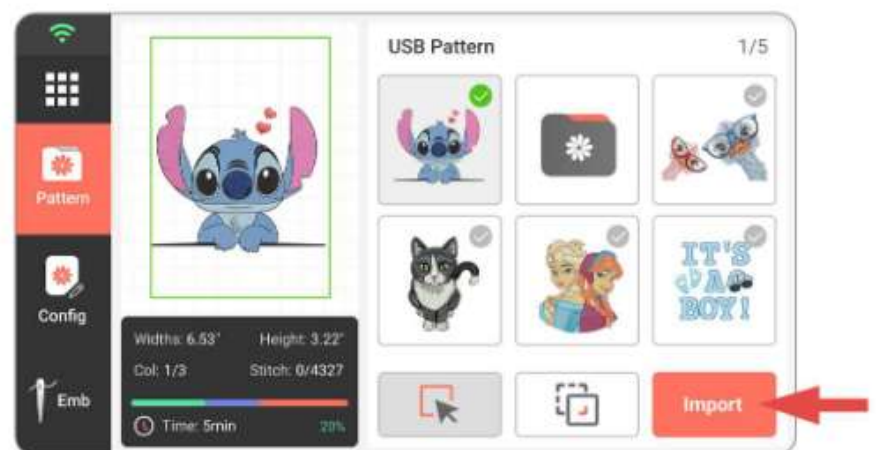 USB Pattern
1/5
Pattern
Config
Emb
Widths: 6.53"
Height: 3.22"
Col: 1/3
Stitch: 0/4327
Time: 5min
20%
IT'S
A
BOY!
Import